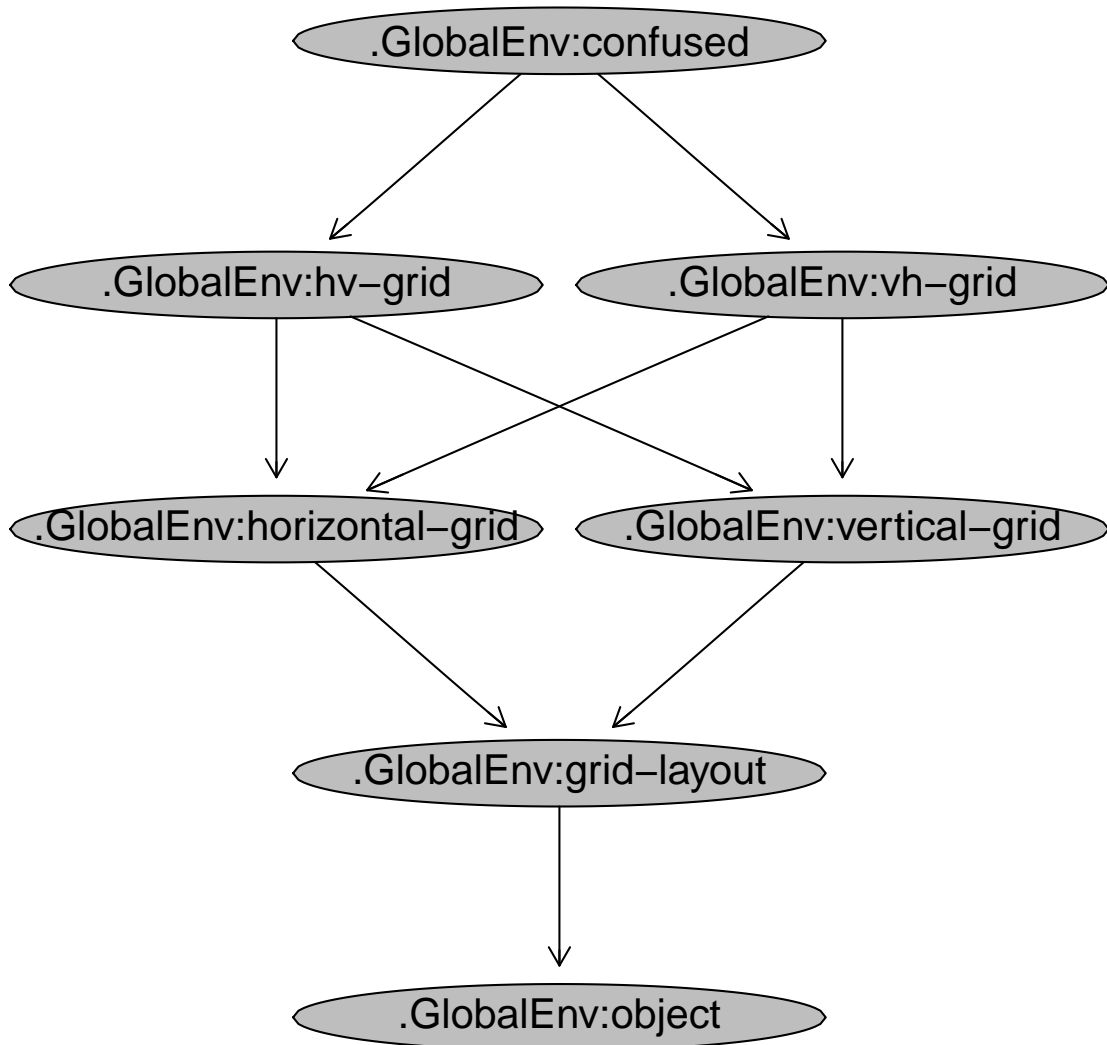 .GlobalEnv:confused
.GlobalEnv:hv−grid
.GlobalEnv:vh−grid
.GlobalEnv:horizontal−grid
.GlobalEnv:vertical−grid
.GlobalEnv:grid−layout
.GlobalEnv:object